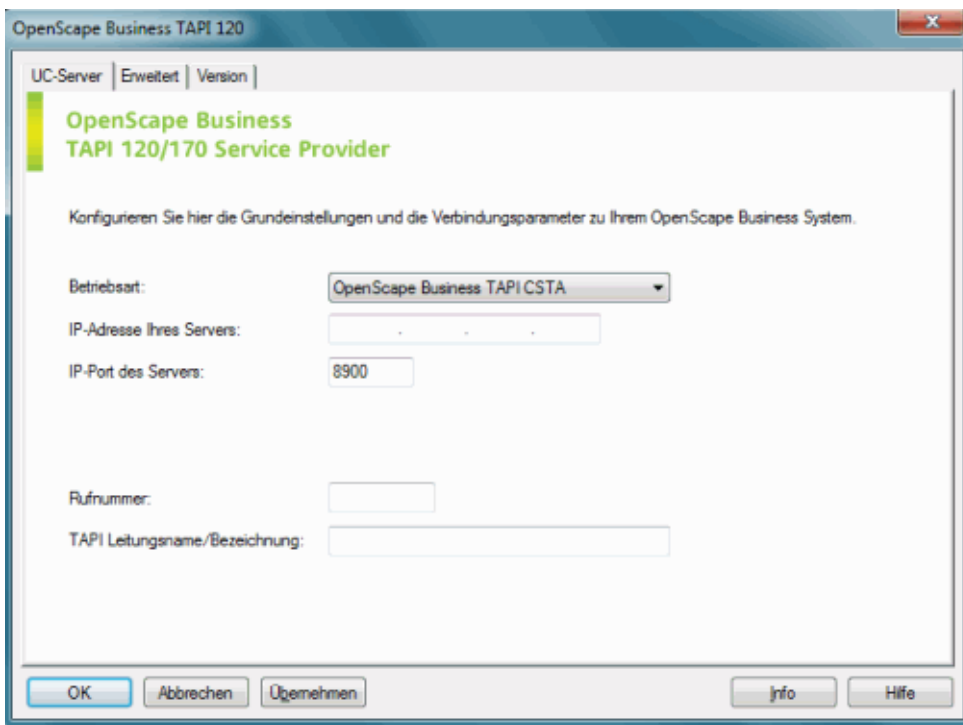 OpenScape Business TAPI 120
UC-Server Erweitert Version
OpenScape Business
TAPI 120/170 Service Provider
Konfigurieren Sie hier die Grundeinstellungen und die Verbindungsparameter zu Ihrem OpenScape Business System.
Betriebsart: OpenScape Business TAPI CSTA
IP-Adresse Ihres Servers: . . .
IP-Port des Servers: 8900
Rufnummer:
TAPI Leitungsname/Bezeichnung:
OK Abbrechen Übernehmen Info Hilfe